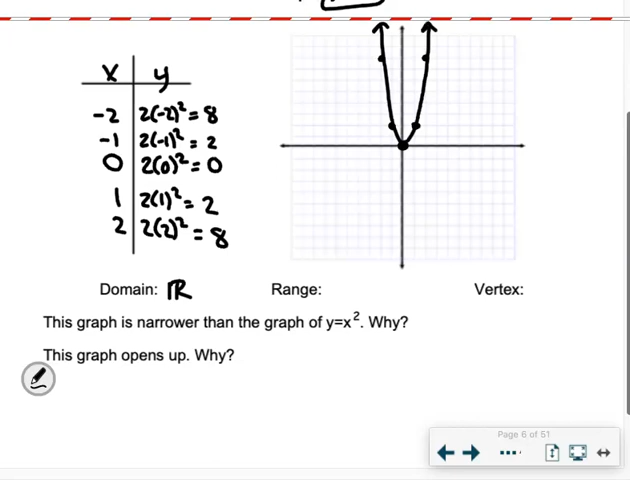 x y
-2 2(-2)² = 8
-1 2(-1)² = 2
0 2(0)² = 0
1 2(1)² = 2
2 2(2)² = 8
Domain: ℝ Range: Vertex:
This graph is narrower than the graph of y=x². Why?
This graph opens up. Why?
Page 6 of 51